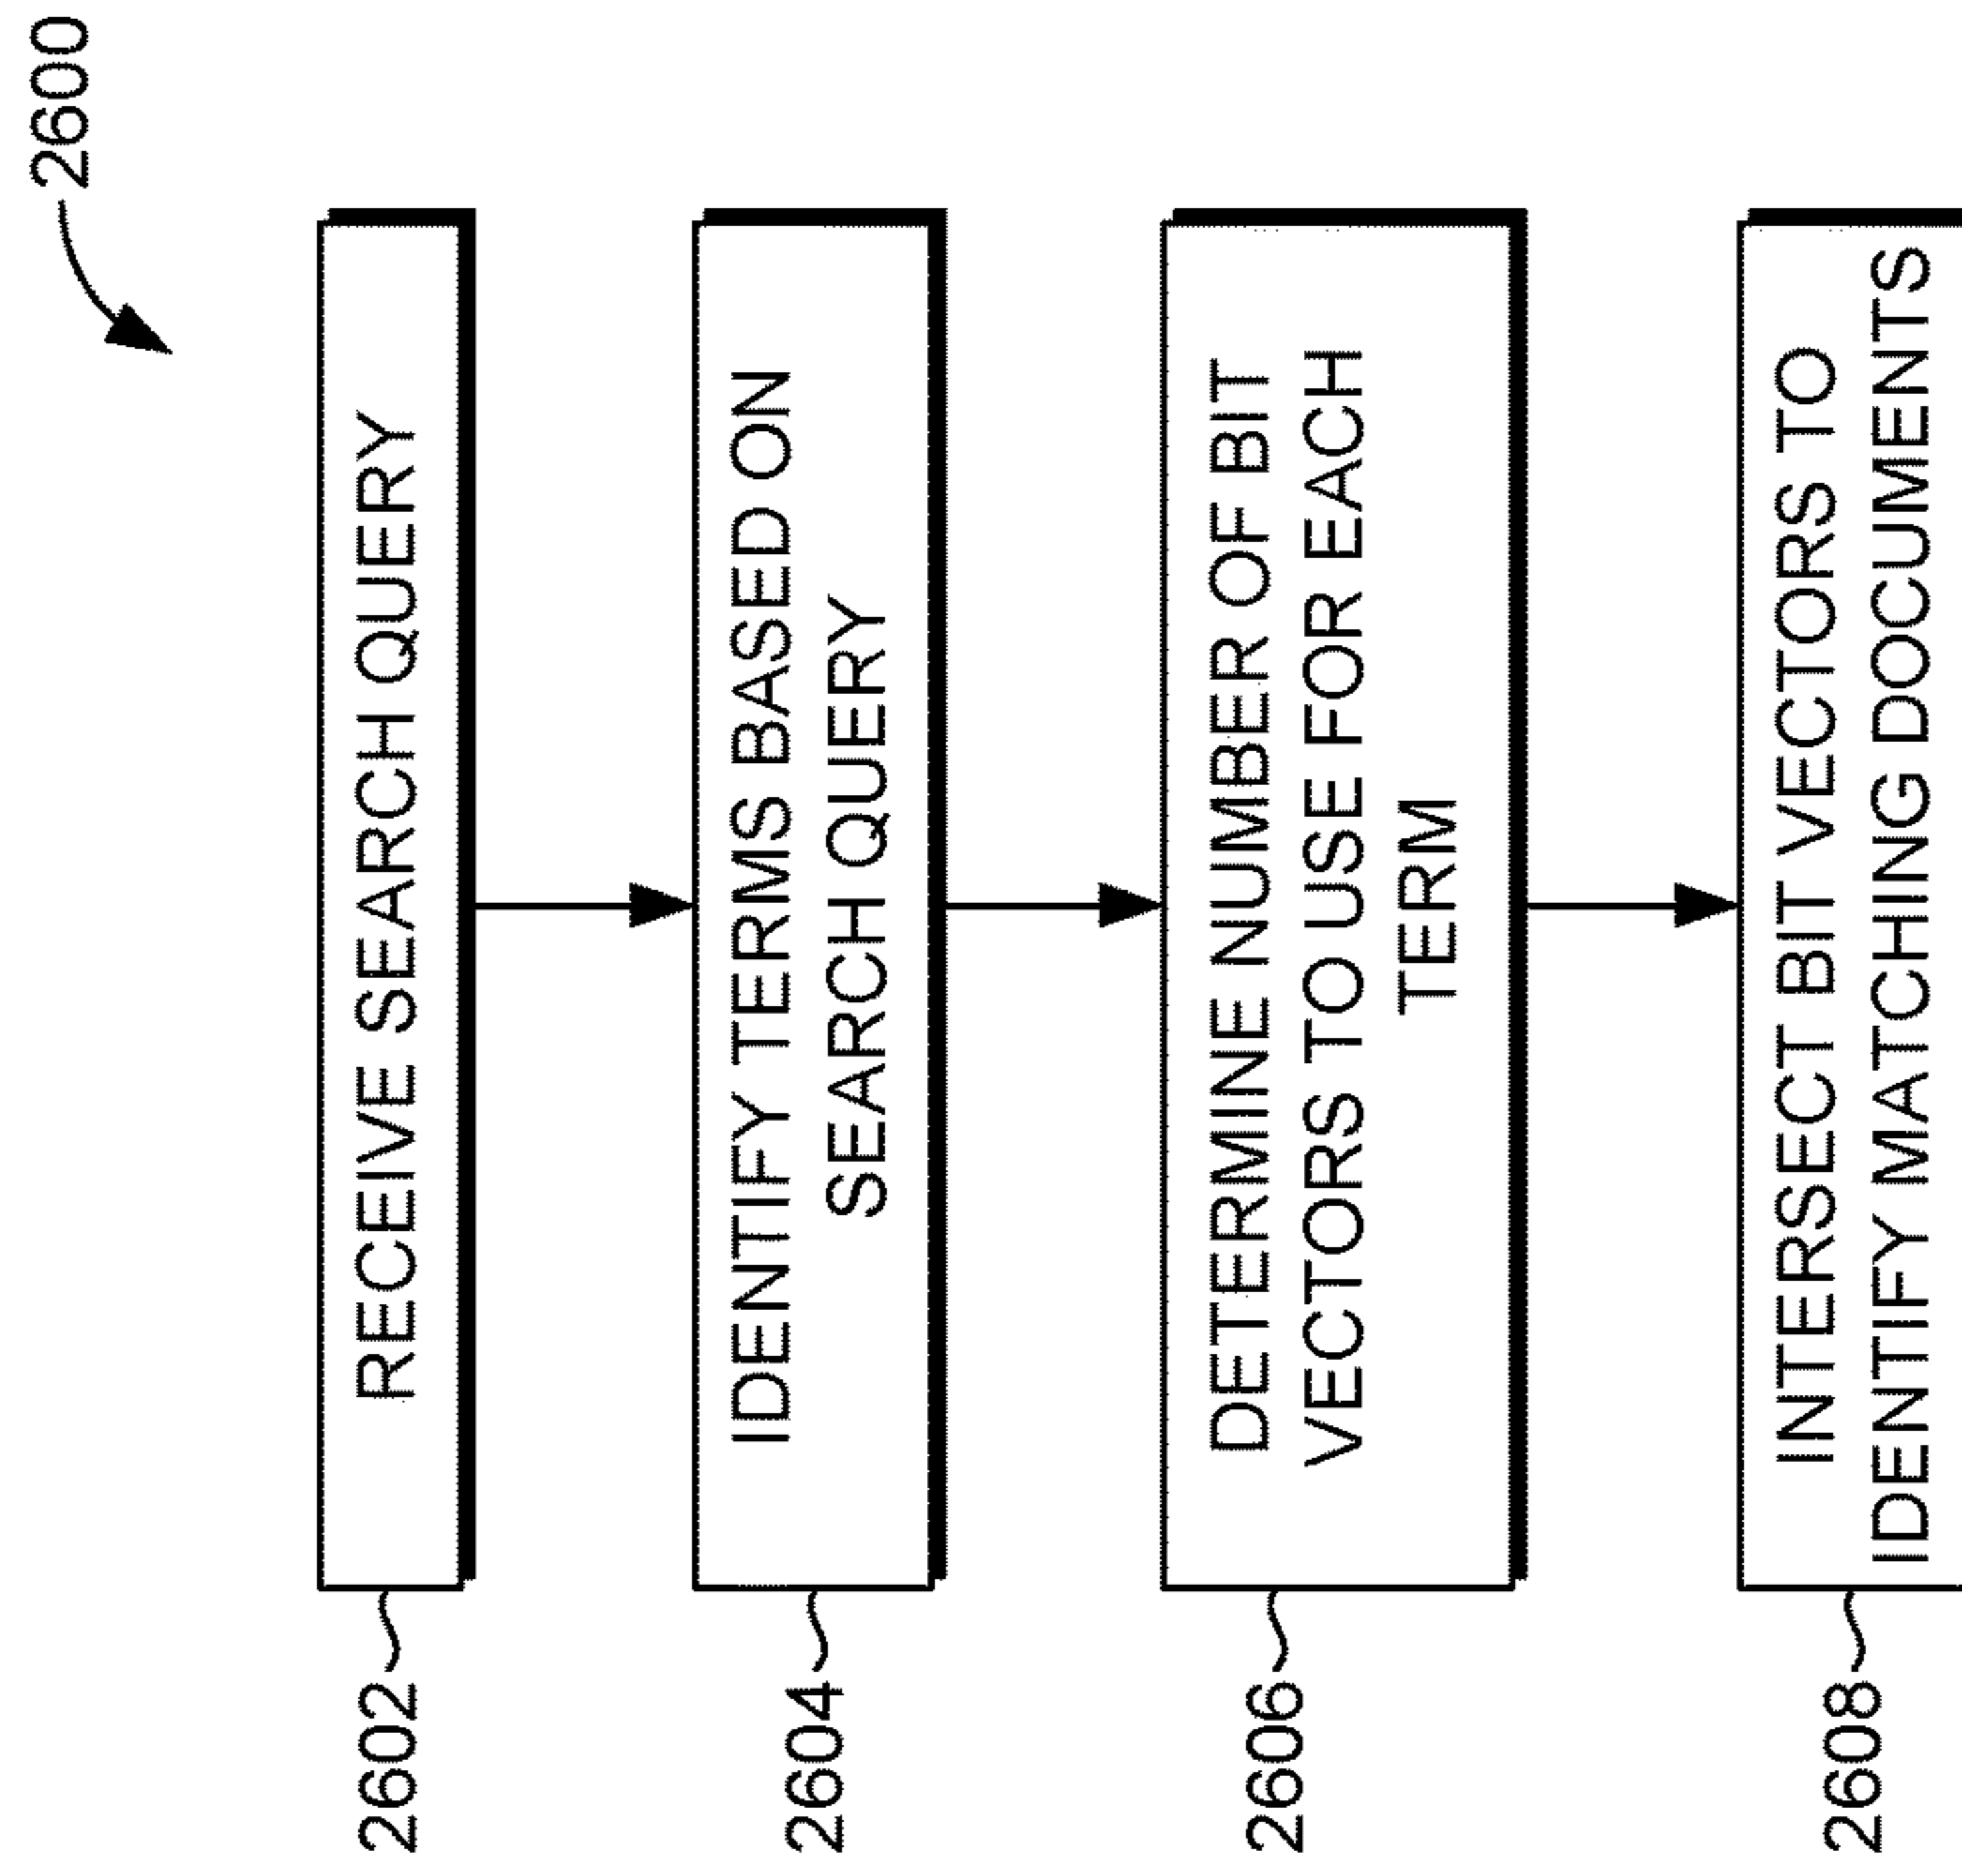 2600
2602
RECEIVE SEARCH QUERY
2604
IDENTIFY TERMS BASED ON
SEARCH QUERY
2606
DETERMINE NUMBER OF BIT
VECTORS TO USE FOR EACH
TERM
2608
INTERSECT BIT VECTORS TO
IDENTIFY MATCHING DOCUMENTS